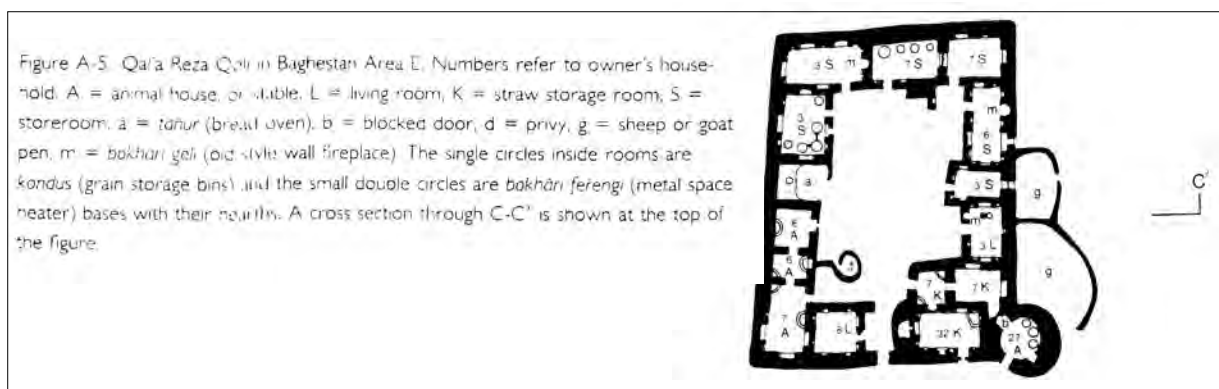 Figure A-5. Qal'a Reza Qoli in Baghestan Area E. Numbers refer to owner's house-
hold. A = animal house, or stable, L = living room, K = straw storage room, S =
storeroom, a = tanur (bread oven), b = blocked door, d = privy, g = sheep or goat
pen, m = bokhari geli (old style wall fireplace). The single circles inside rooms are
kondus (grain storage bins) and the small double circles are bokhâri ferengi (metal space
heater) bases with their hearths. A cross section through C-C' is shown at the top of
the figure.
S m
7 S
7 S
3
S
m
6
S
a
3 S
g
C'
6
A
m
3 L
6
A
d
g
7
K
7 K
7
A
8 L
32 K
b
27
A